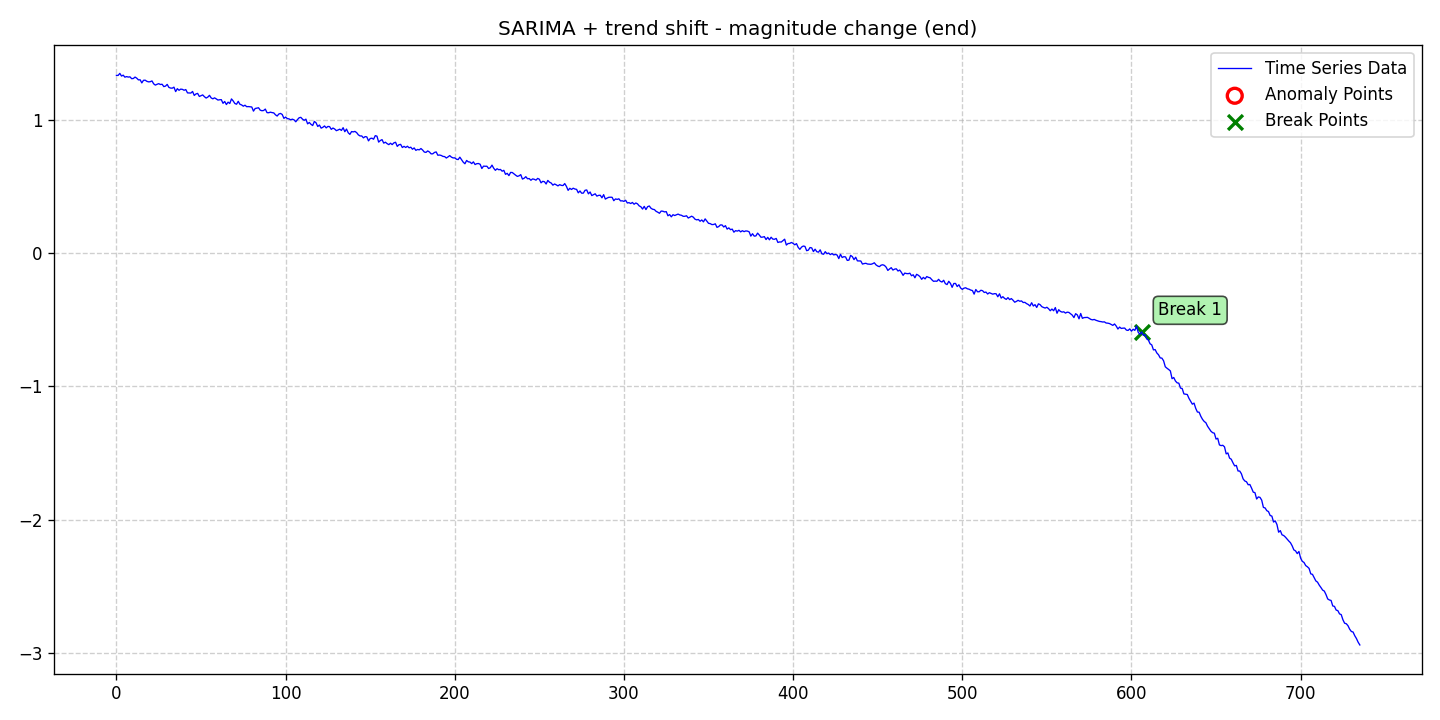 SARIMA + trend shift - magnitude change (end)
Time Series Data
Anomaly Points
Break Points
Break 1
1
0
−1
−2
−3
0 100 200 300 400 500 600 700